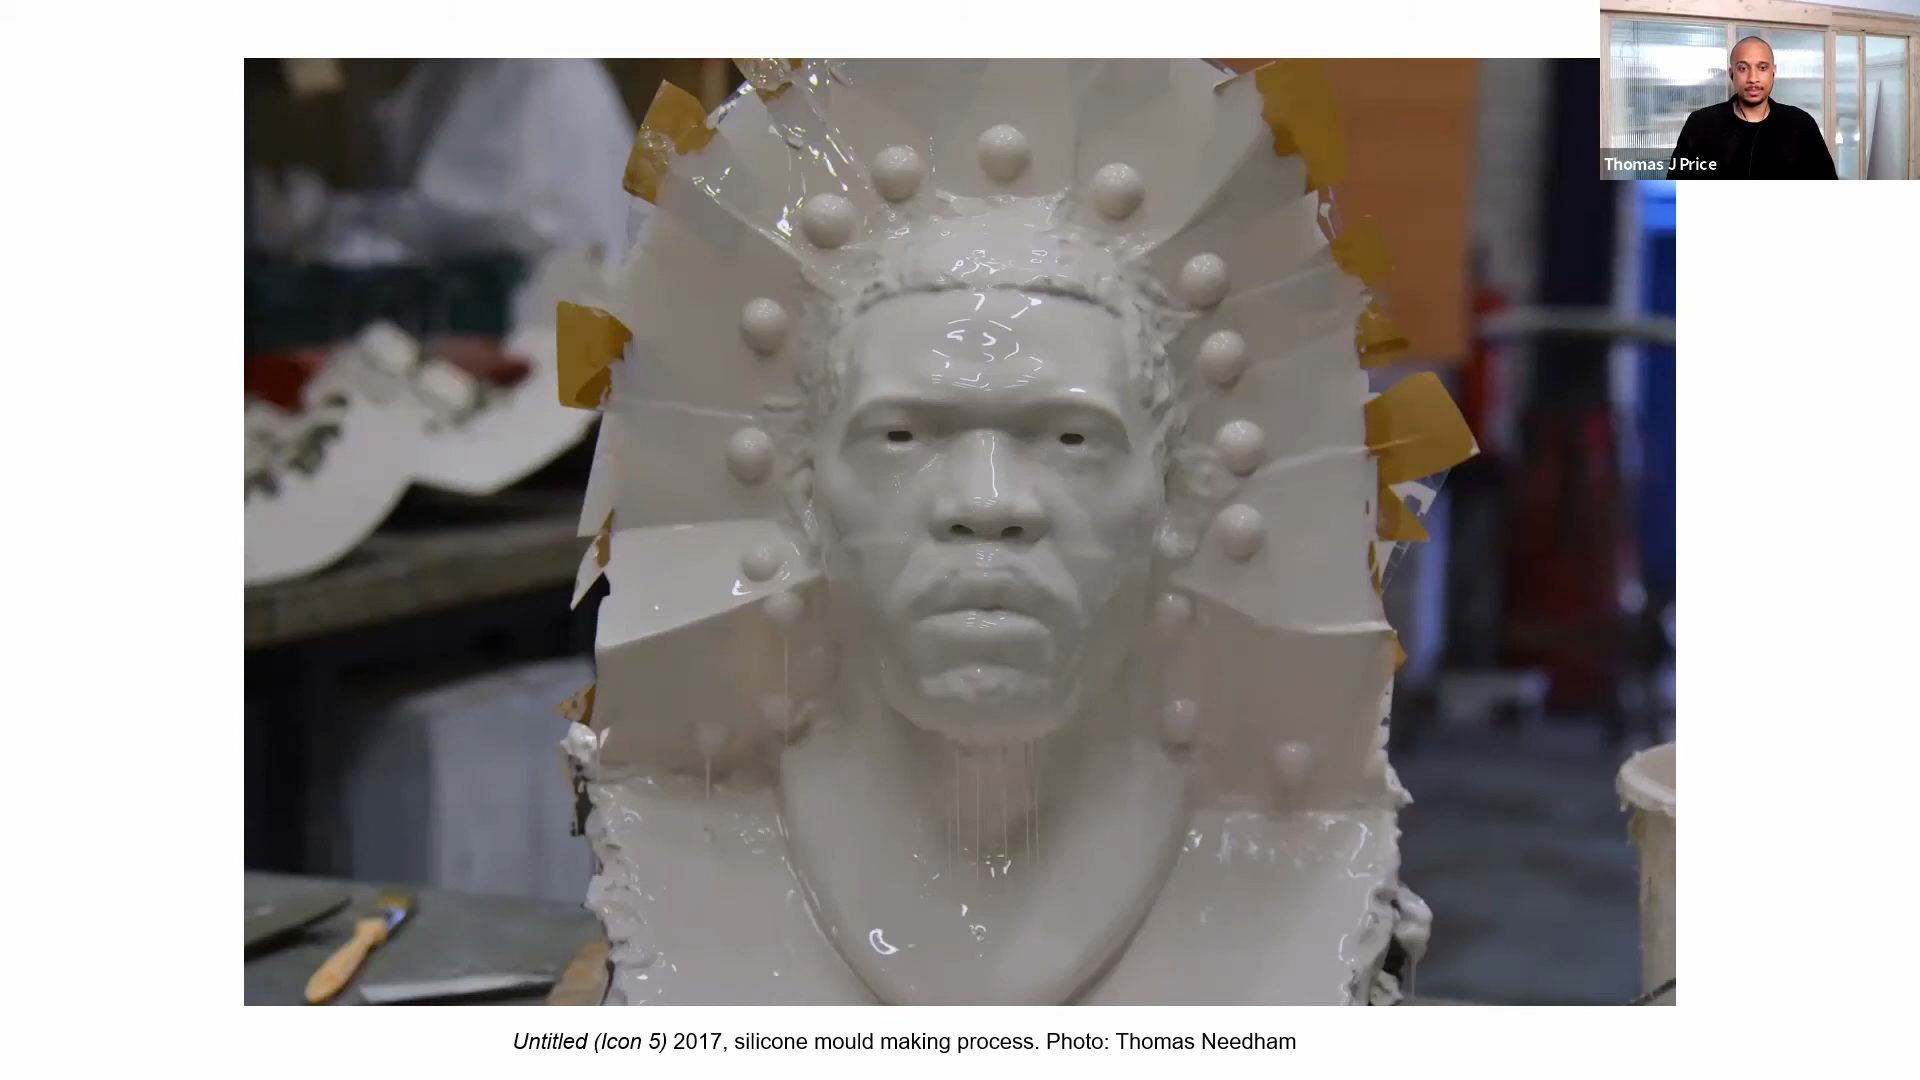 Thomas J Price
Untitled (Icon 5) 2017, silicone mould making process. Photo: Thomas Needham